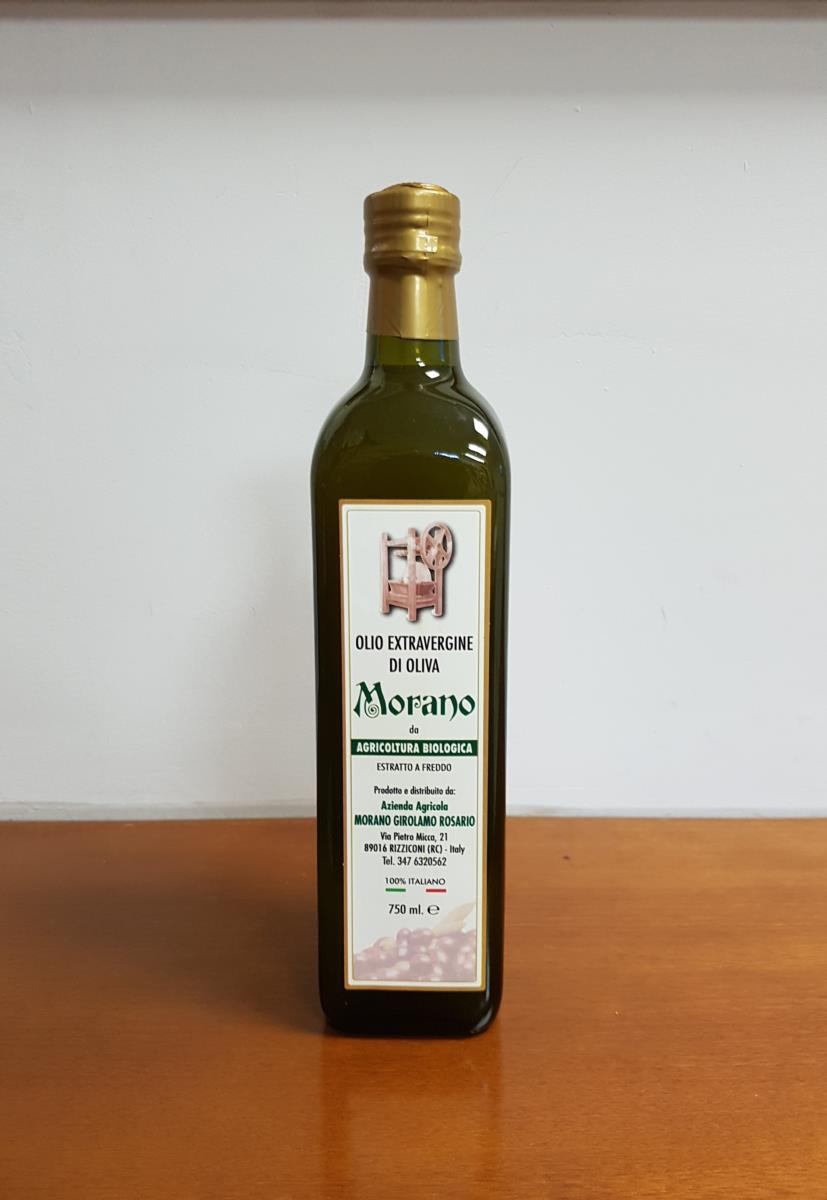 OLIO EXTRAVERGINE
DI OLIVA
Morano
da
AGRICOLTURA BIOLOGICA
ESTRATTO A FREDDO
Prodotto e distribuito da:
Azienda Agricola
MORANO GIROLAMO ROSARIO
Via Pietro Micca, 21
89016 RIZZICONI (RC) - Italy
Tel. 347 6320562
100% ITALIANO
750 ml. ℮